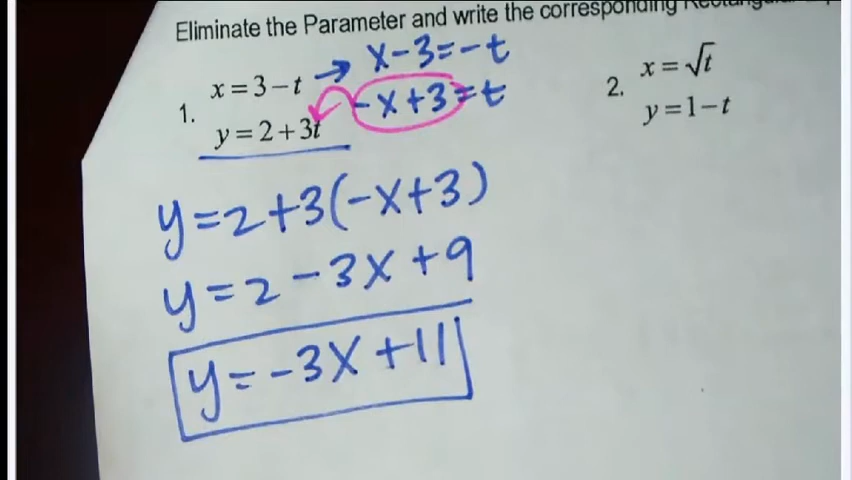 Eliminate the Parameter and write the corresponding
1. x = 3 − t → x − 3 = − t
y = 2 + 3t − x + 3 = t
2. x = √t
y = 1 − t
y = 2 + 3(−x + 3)
y = 2 − 3x + 9
y = −3x + 11